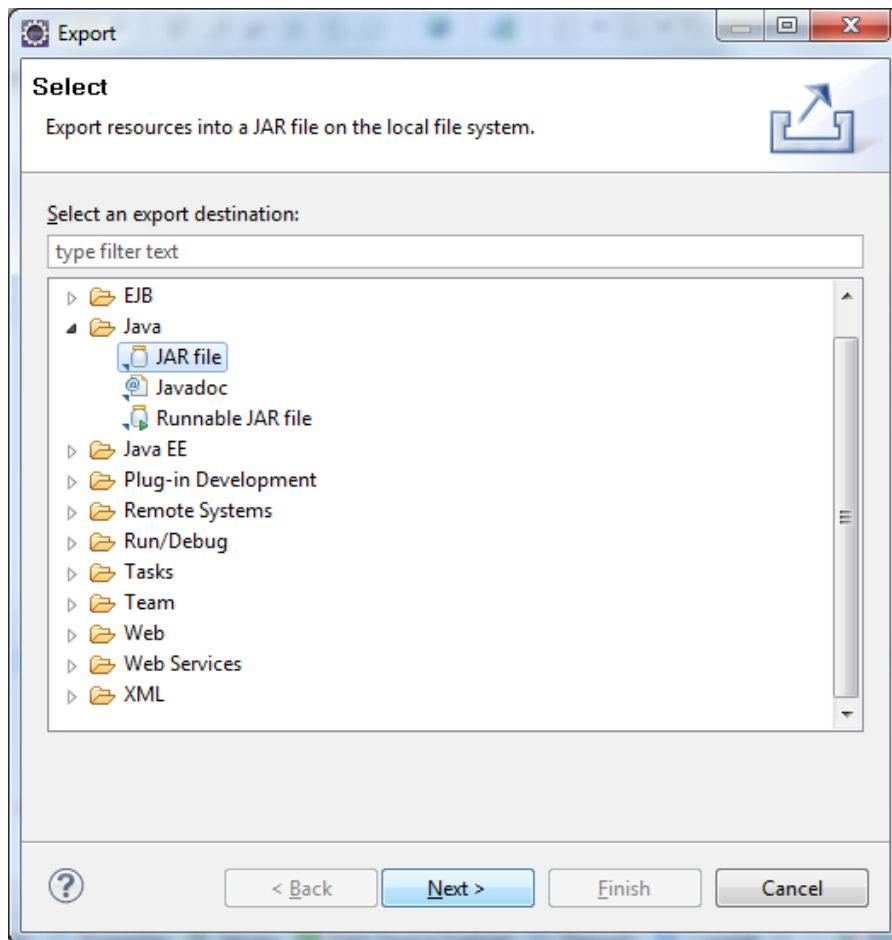 Export
Select
Export resources into a JAR file on the local file system.
Select an export destination:
type filter text
EJB
Java
JAR file
Javadoc
Runnable JAR file
Java EE
Plug-in Development
Remote Systems
Run/Debug
Tasks
Team
Web
Web Services
XML
? < Back Next > Finish Cancel